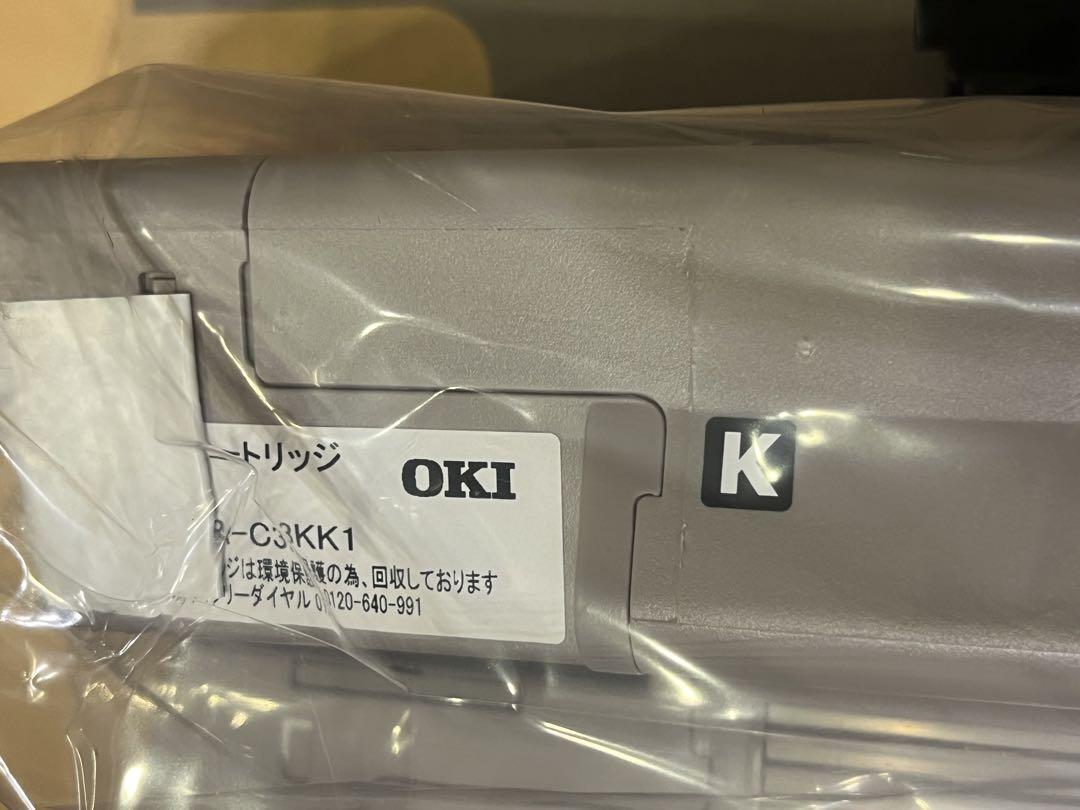 ートリッジ
OKI
K
R-C3KK1
ジは環境保護の為、回収しております
フリーダイヤル 0120-640-991